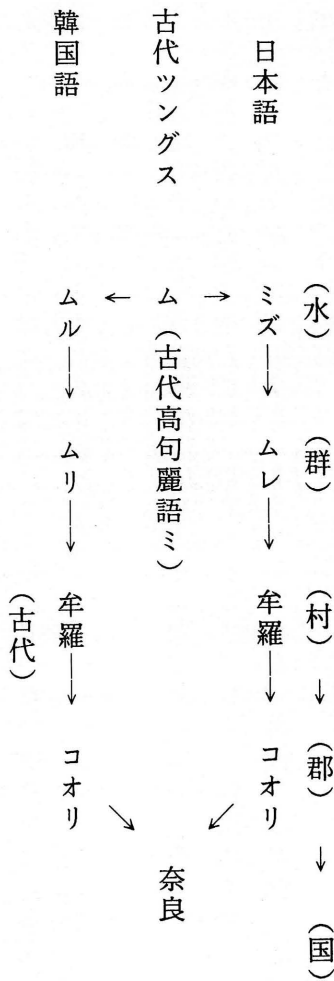 (水) (群) (村) → (郡) → (国)
日本語 ミズ→ムレ→牟羅→コオリ
古代ツングス ム(古代高句麗語ミ) 奈良
韓国語 ムル→ムリ→牟羅→コオリ
(古代)